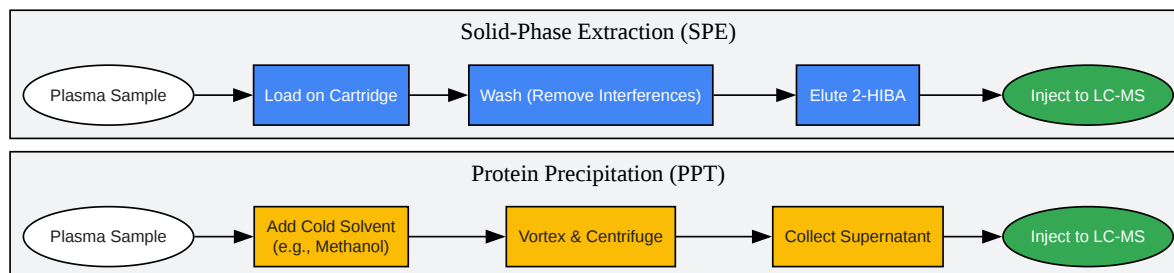 Solid-Phase Extraction (SPE)
Plasma Sample
Load on Cartridge
Wash (Remove Interferences)
Elute 2-HIBA
Inject to LC-MS
Protein Precipitation (PPT)
Plasma Sample
Add Cold Solvent
(e.g., Methanol)
Vortex & Centrifuge
Collect Supernatant
Inject to LC-MS